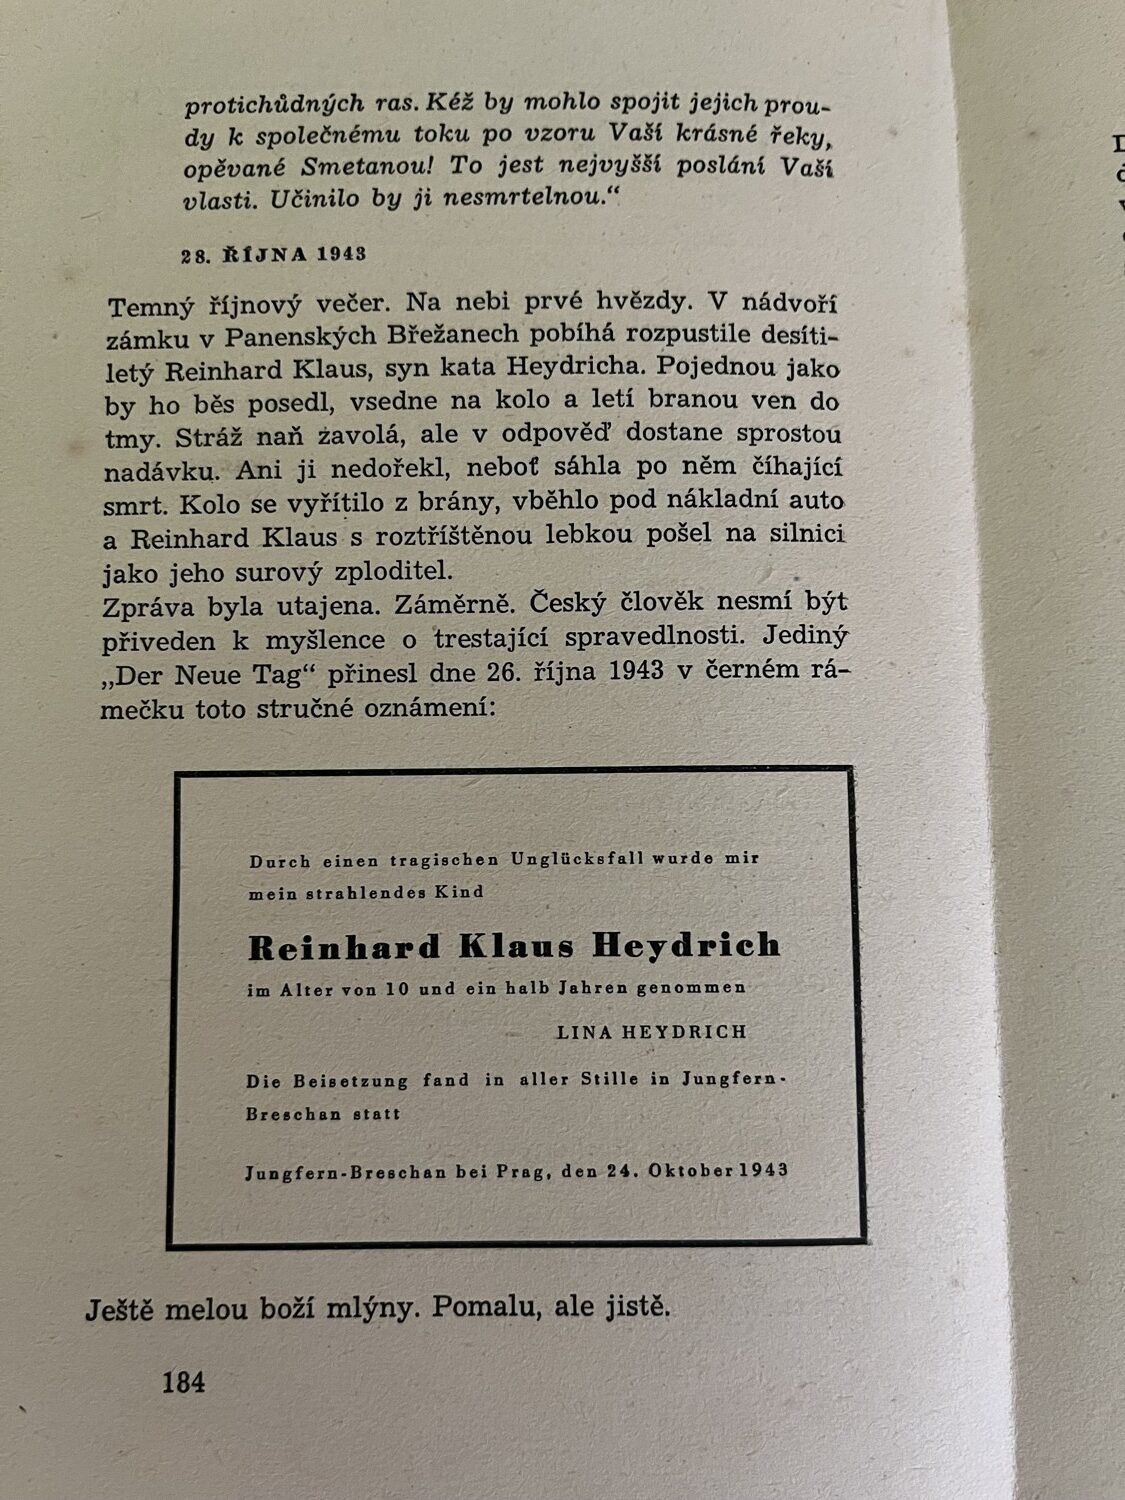 protichůdných ras. Kéž by mohlo spojit jejich prou-
dy k společnému toku po vzoru Vaší krásné řeky,
opěvané Smetanou! To jest nejvyšší poslání Vaší
vlasti. Učinilo by ji nesmrtelnou.“
28. ŘÍJNA 1943
Temný říjnový večer. Na nebi prvé hvězdy. V nádvoří
zámku v Panenských Břežanech pobíhá rozpustile desíti-
letý Reinhard Klaus, syn kata Heydricha. Pojednou jako
by ho běs posedl, vsedne na kolo a letí branou ven do
tmy. Stráž naň zavolá, ale v odpověď dostane sprostou
nadávku. Ani ji nedořekl, neboť sáhla po něm číhající
smrt. Kolo se vyřítilo z brány, vběhlo pod nákladní auto
a Reinhard Klaus s roztříštěnou lebkou pošel na silnici
jako jeho surový zploditel.
Zpráva byla utajena. Záměrně. Český člověk nesmí být
přiveden k myšlence o trestající spravedlnosti. Jediný
„Der Neue Tag“ přinesl dne 26. října 1943 v černém rá-
mečku toto stručné oznámení:
Durch einen tragischen Unglücksfall wurde mir
mein strahlendes Kind
Reinhard Klaus Heydrich
im Alter von 10 und ein halb Jahren genommen
LINA HEYDRICH
Die Beisetzung fand in aller Stille in Jungfern-
Breschan statt
Jungfern-Breschan bei Prag, den 24. Oktober 1943
Ještě melou boží mlýny. Pomalu, ale jistě.
184